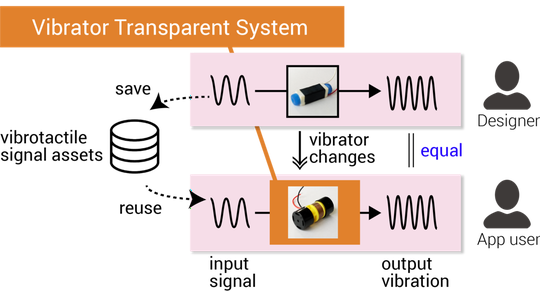 Vibrator Transparent System
save
vibrotactile
signal assets
reuse
vibrator
changes
equal
Designer
App user
input
signal
output
vibration